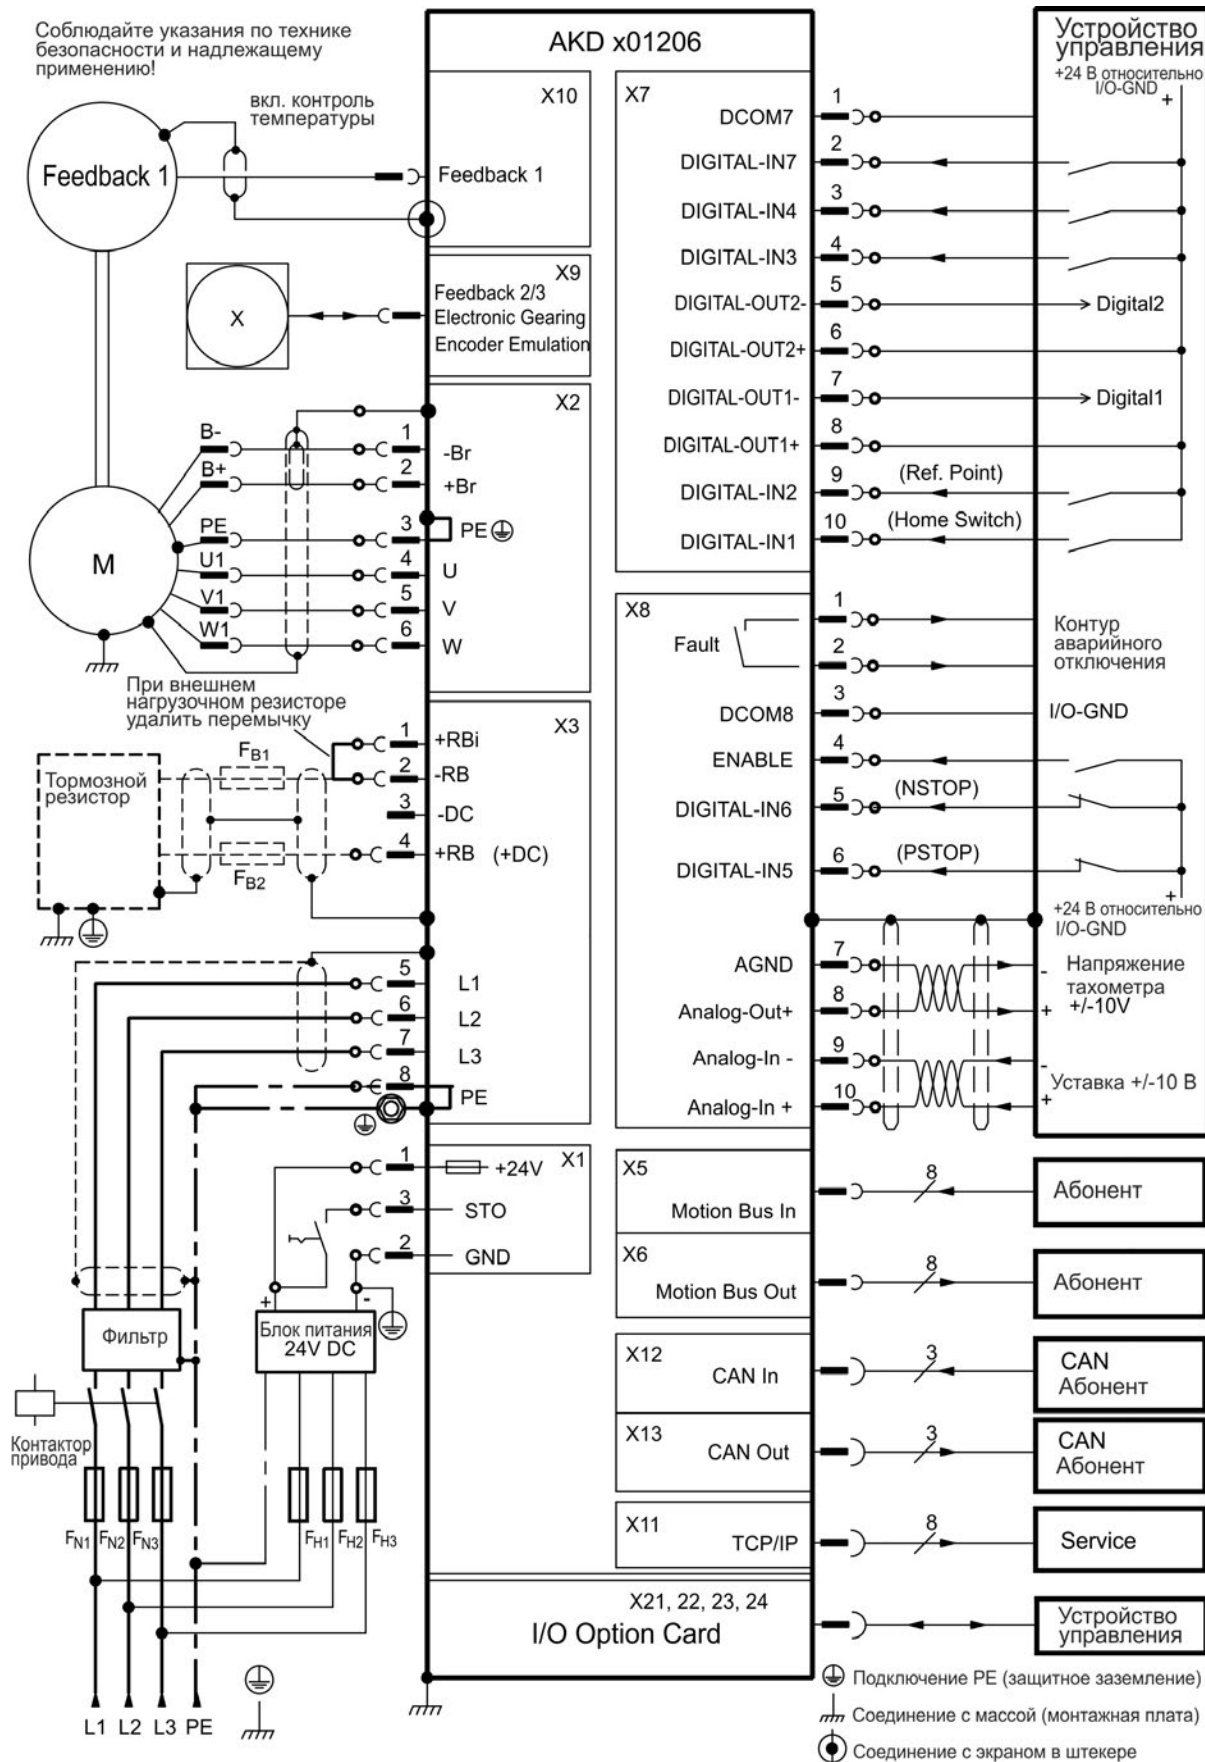 Соблюдайте указания по технике
безопасности и надлежащему
применению!
AKD x01206
Устройство
управления
+24 В относительно
I/O-GND
+
вкл. контроль
температуры
Feedback 1
X10
Feedback 1
X
X9
Feedback 2/3
Electronic Gearing
Encoder Emulation
X2
B-
1
-Br
B+
2
+Br
PE
3
PE
M
U1
4
U
V1
5
V
W1
6
W
При внешнем
нагрузочном резисторе
удалить перемычку
X3
1
+RBi
FB1
2
-RB
Тормозной
резистор
3
-DC
4
+RB (+DC)
FB2
5
L1
6
L2
7
L3
8
PE
X1
1
+24V
3
STO
2
GND
+
-
Фильтр
Блок питания
24V DC
Контактор
привода
FN1
FN2
FN3
FH1
FH2
FH3
L1 L2 L3 PE
X7
1
DCOM7
2
DIGITAL-IN7
3
DIGITAL-IN4
4
DIGITAL-IN3
5
DIGITAL-OUT2-
Digital2
6
DIGITAL-OUT2+
7
DIGITAL-OUT1-
Digital1
8
DIGITAL-OUT1+
9
(Ref. Point)
DIGITAL-IN2
10
(Home Switch)
DIGITAL-IN1
X8
1
Fault
2
Контур
аварийного
отключения
3
DCOM8
I/O-GND
4
ENABLE
5
(NSTOP)
DIGITAL-IN6
6
(PSTOP)
DIGITAL-IN5
+
+24 В относительно
I/O-GND
7
AGND
-
Напряжение
тахометра
+/-10V
8
Analog-Out+
+
9
Analog-In -
-
Уставка +/-10 В
10
Analog-In +
+
X5
Motion Bus In
8
Абонент
X6
Motion Bus Out
8
Абонент
X12
CAN In
3
CAN
Абонент
X13
CAN Out
3
CAN
Абонент
X11
TCP/IP
8
Service
X21, 22, 23, 24
I/O Option Card
Устройство
управления
Подключение PE (защитное заземление)
Соединение с массой (монтажная плата)
Соединение с экраном в штекере